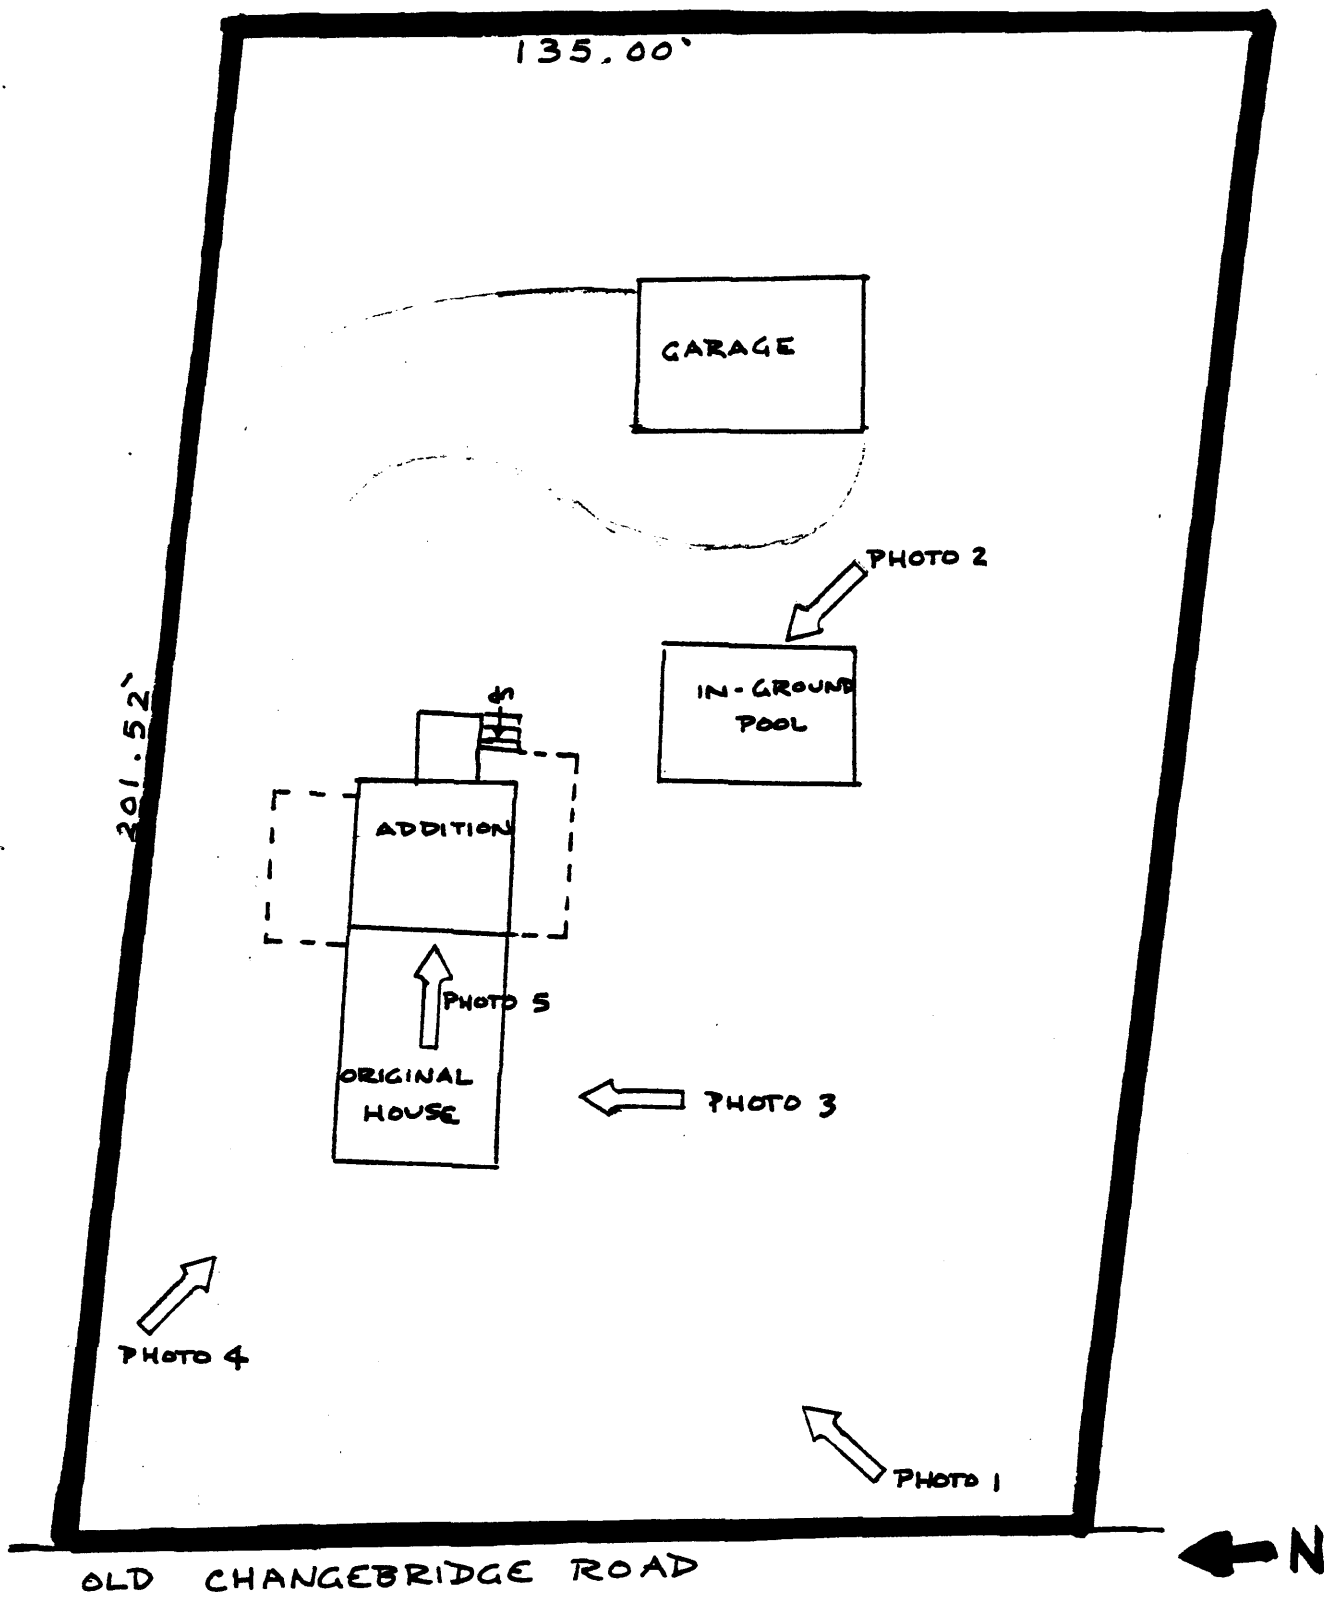 135.00'
GARAGE
PHOTO 2
IN-GROUND
POOL
201.52'
ADDITION
PHOTO 5
ORIGINAL
HOUSE
PHOTO 3
PHOTO 4
PHOTO 1
N
OLD CHANGEBRIDGE ROAD